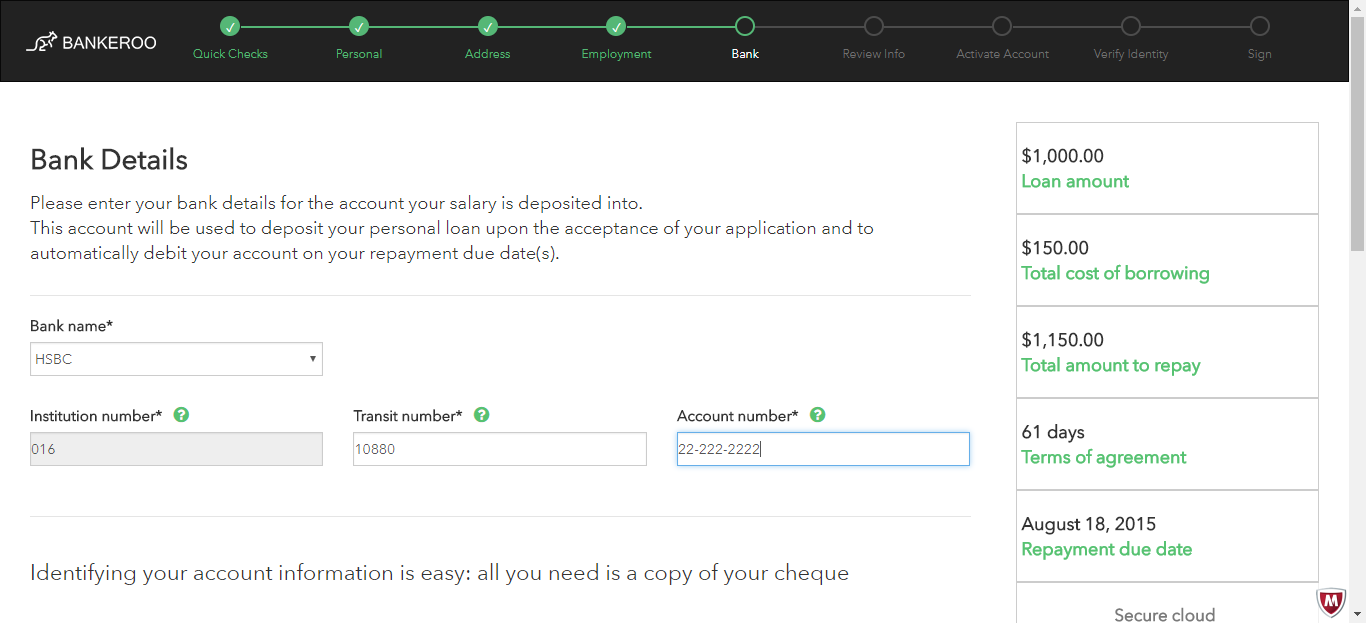 BANKEROO
Quick Checks
Personal
Address
Employment
Bank
Review Info
Activate Account
Verify Identity
Sign
Bank Details
Please enter your bank details for the account your salary is deposited into.
This account will be used to deposit your personal loan upon the acceptance of your application and to
automatically debit your account on your repayment due date(s).
Bank name*
HSBC
Institution number* ?
Transit number* ?
Account number* ?
016
10880
22-222-2222
Identifying your account information is easy: all you need is a copy of your cheque
$1,000.00
Loan amount
$150.00
Total cost of borrowing
$1,150.00
Total amount to repay
61 days
Terms of agreement
August 18, 2015
Repayment due date
Secure cloud
M